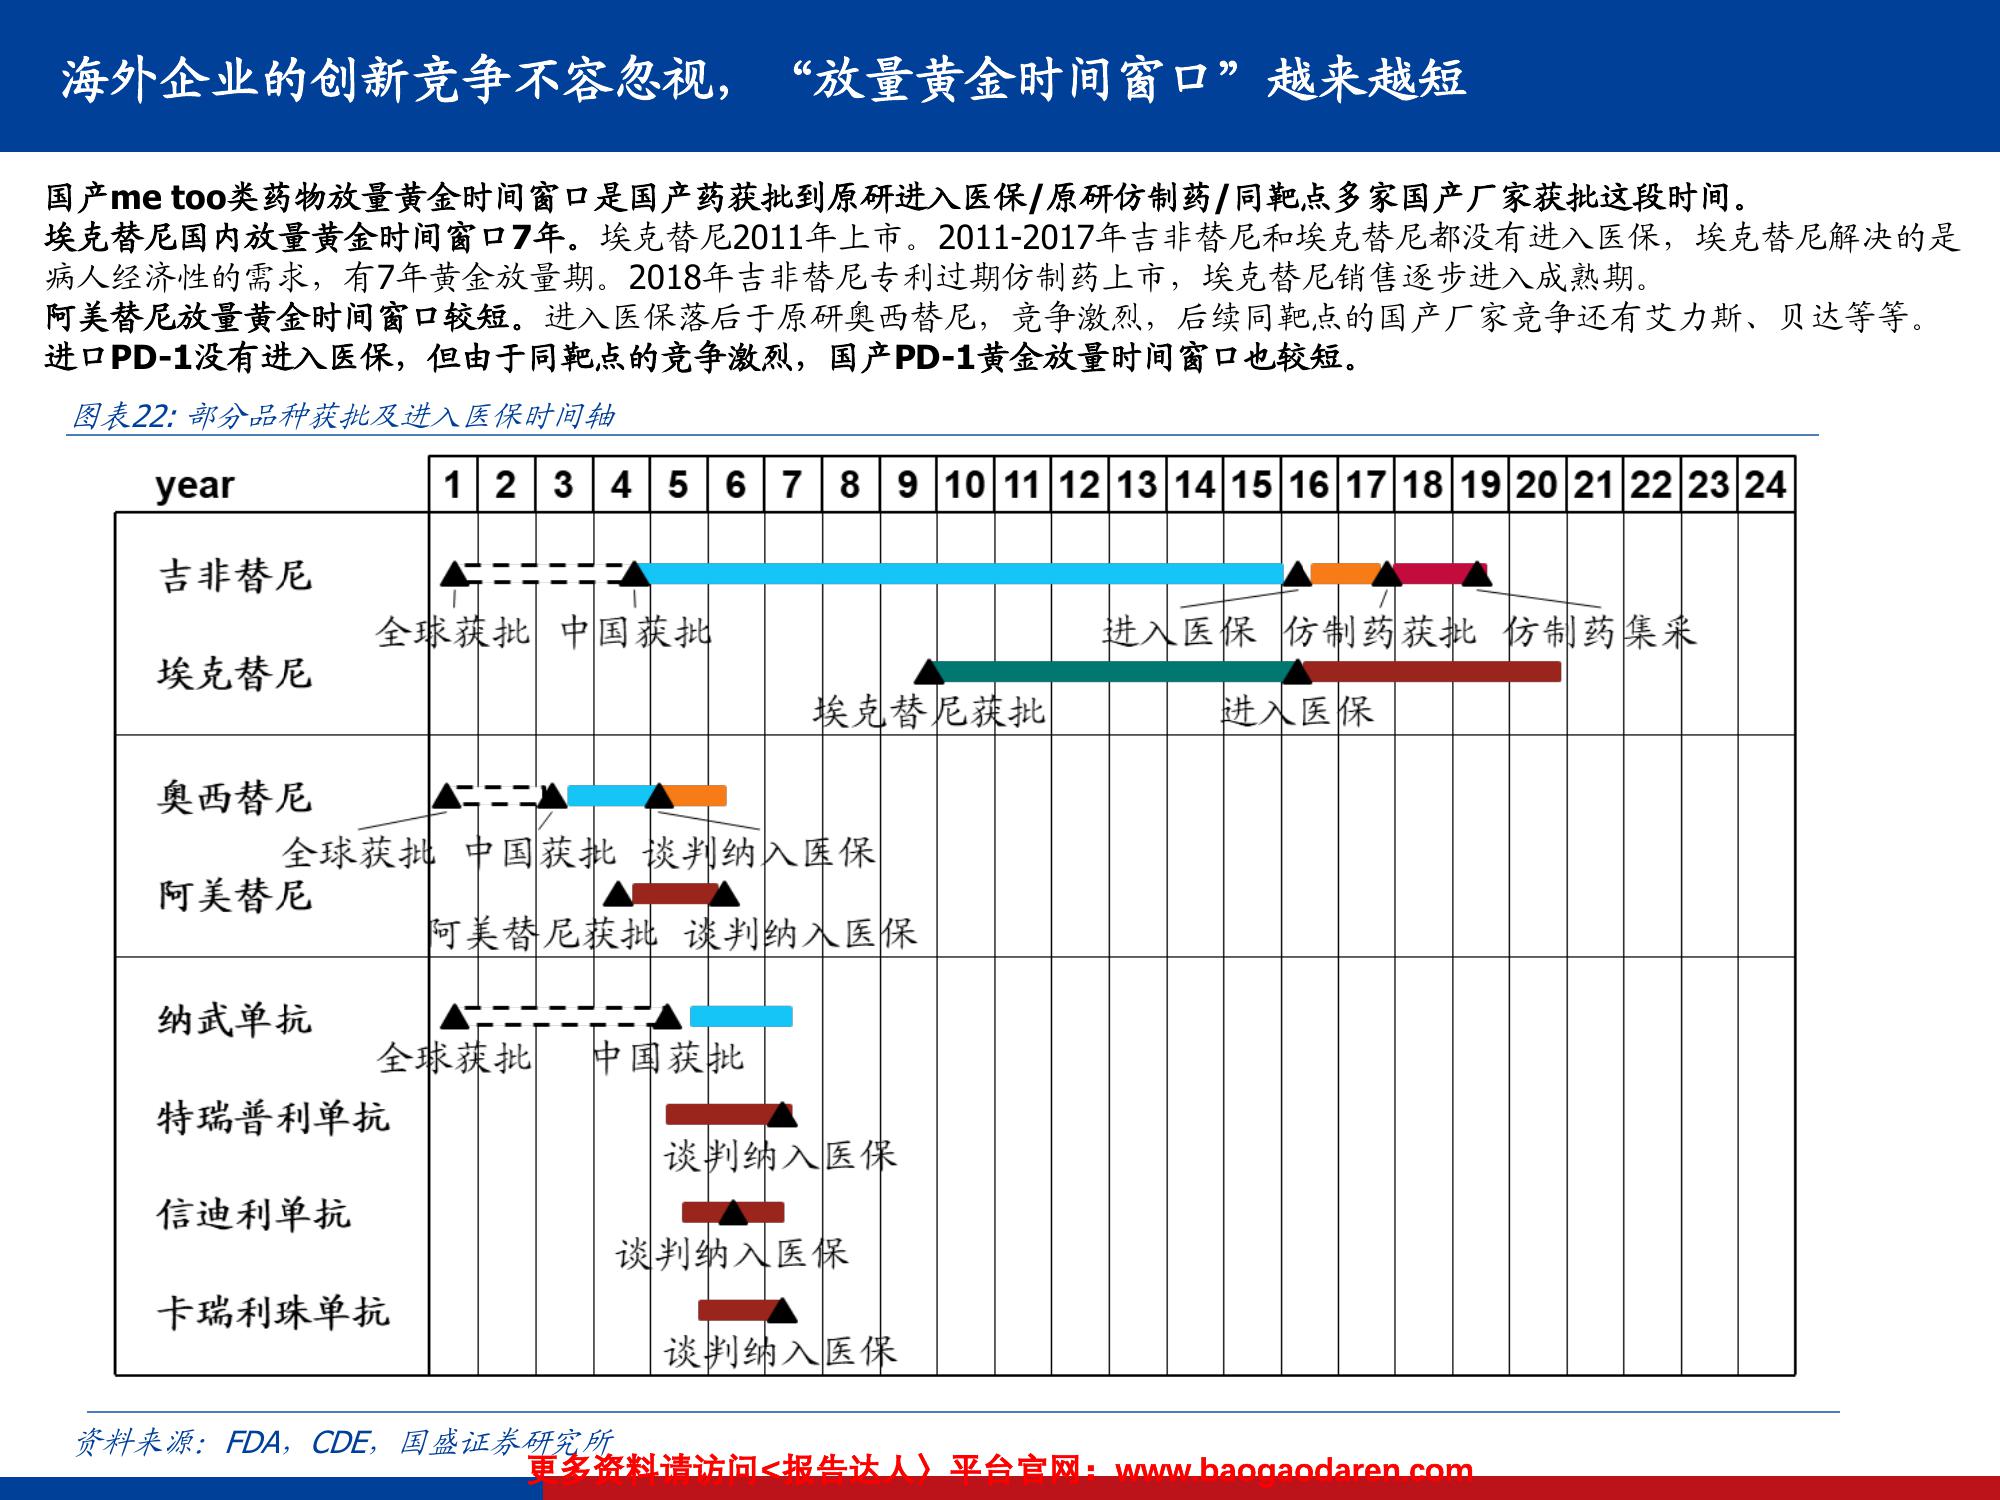 海外企业的创新竞争不容忽视，“放量黄金时间窗口”越来越短
国产me too类药物放量黄金时间窗口是国产药获批到原研进入医保/原研仿制药/同靶点多家国产厂家获批这段时间。
埃克替尼国内放量黄金时间窗口7年。埃克替尼2011年上市。2011-2017年吉非替尼和埃克替尼都没有进入医保，埃克替尼解决的是
病人经济性的需求，有7年黄金放量期。2018年吉非替尼专利过期仿制药上市，埃克替尼销售逐步进入成熟期。
阿美替尼放量黄金时间窗口较短。进入医保落后于原研奥西替尼，竞争激烈，后续同靶点的国产厂家竞争还有艾力斯、贝达等等。
进口PD-1没有进入医保，但由于同靶点的竞争激烈，国产PD-1黄金放量时间窗口也较短。
图表22: 部分品种获批及进入医保时间轴
year 1 2 3 4 5 6 7 8 9 10 11 12 13 14 15 16 17 18 19 20 21 22 23 24
吉非替尼
全球获批 中国获批 进入医保 仿制药获批 仿制药集采
埃克替尼
埃克替尼获批 进入医保
奥西替尼
全球获批 中国获批 谈判纳入医保
阿美替尼
阿美替尼获批 谈判纳入医保
纳武单抗
全球获批 中国获批
特瑞普利单抗
谈判纳入医保
信迪利单抗
谈判纳入医保
卡瑞利珠单抗
谈判纳入医保
资料来源：FDA，CDE，国盛证券研究所
更多资料请访问<报告达人〉平台官网：www.baogaodaren.com